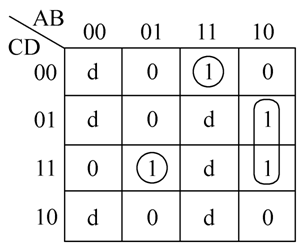 AB
CD
00 01 11 10
00 d 0 1 0
01 d 0 d 1
11 0 1 d 1
10 d 0 d 0